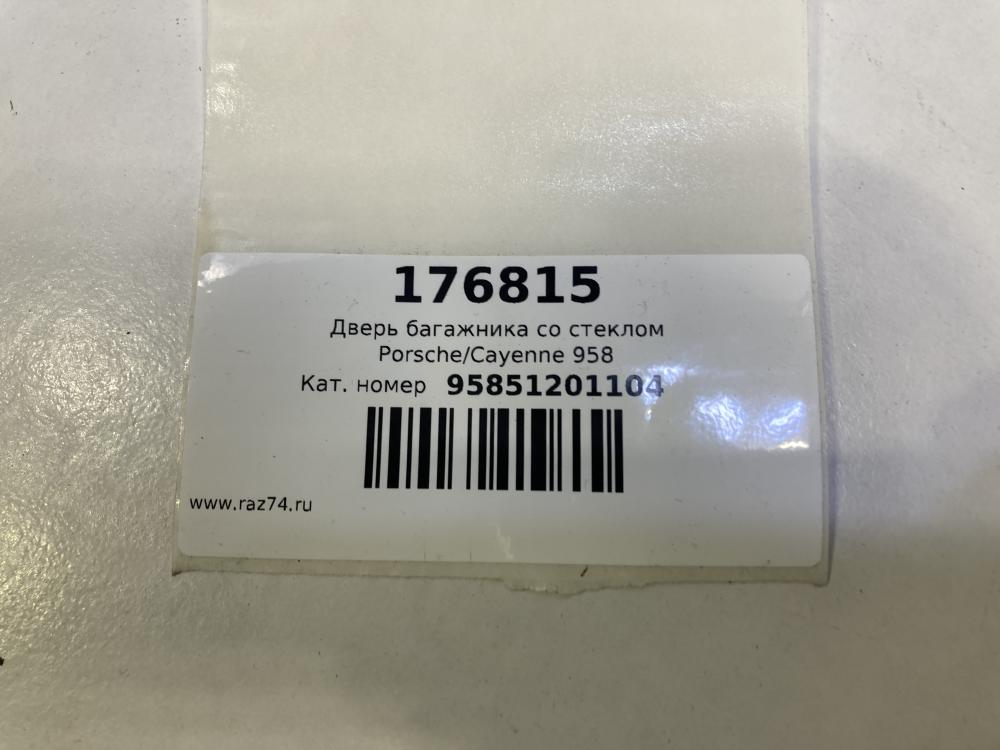 176815
Дверь багажника со стеклом
Porsche/Cayenne 958
Кат. номер 95851201104
www.raz74.ru